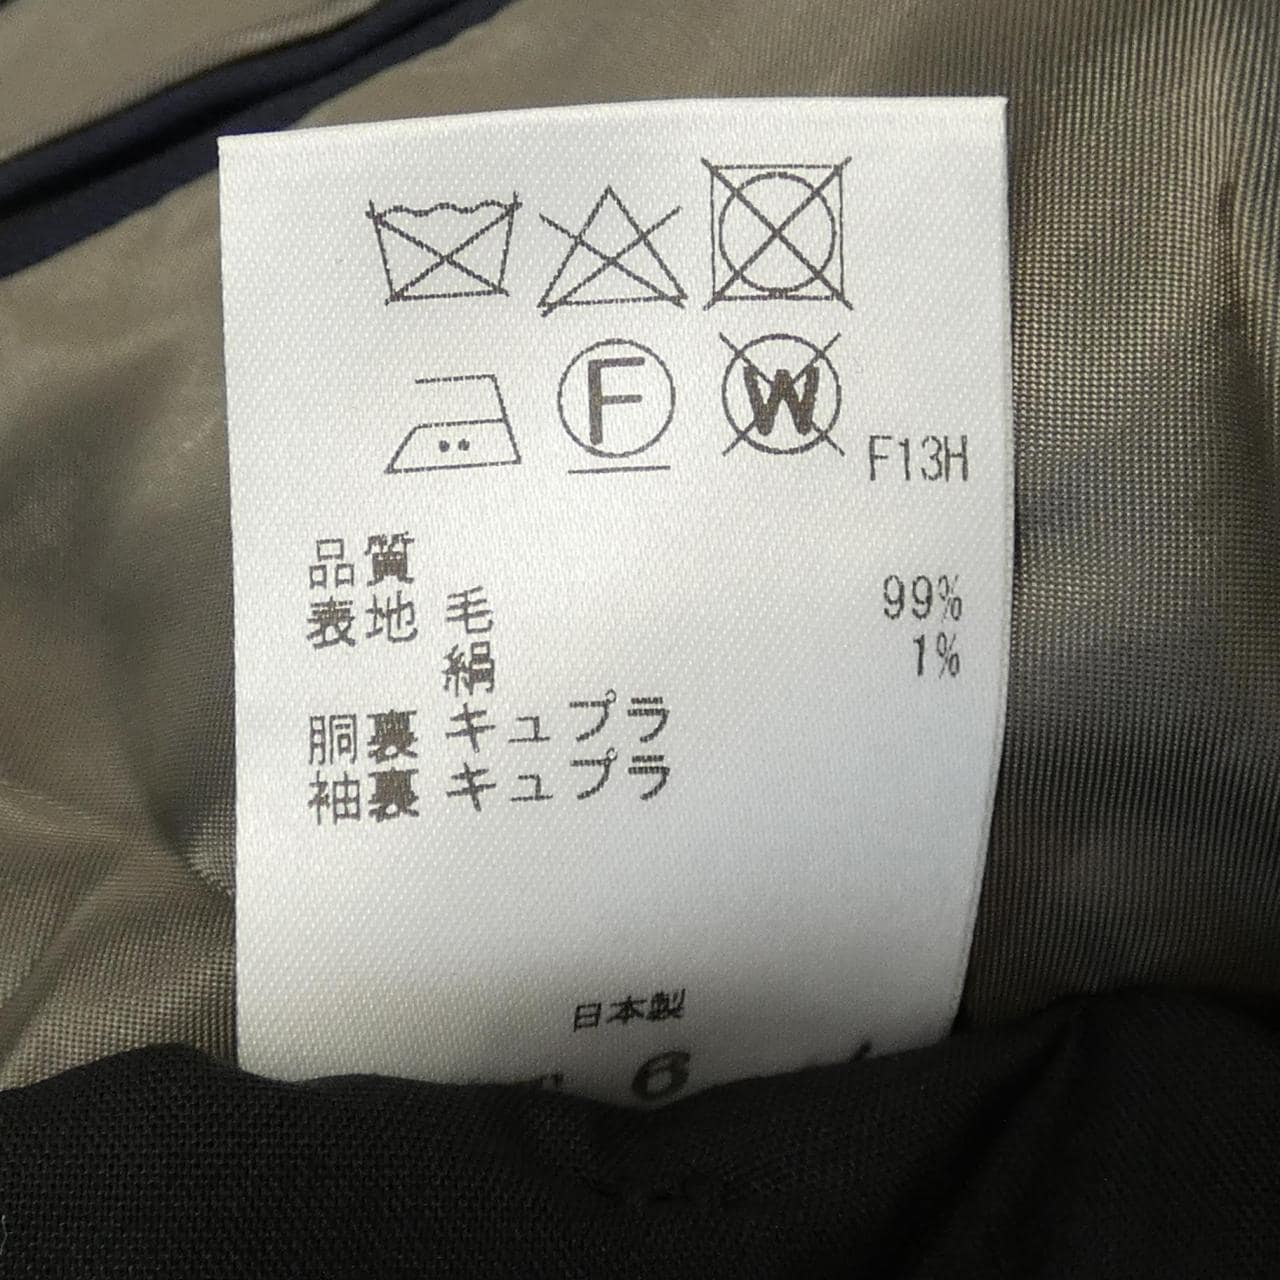 F W
F13H
品質
表地 毛 99%
絹 1%
胴裏 キュプラ
袖裏 キュプラ
日本製
6